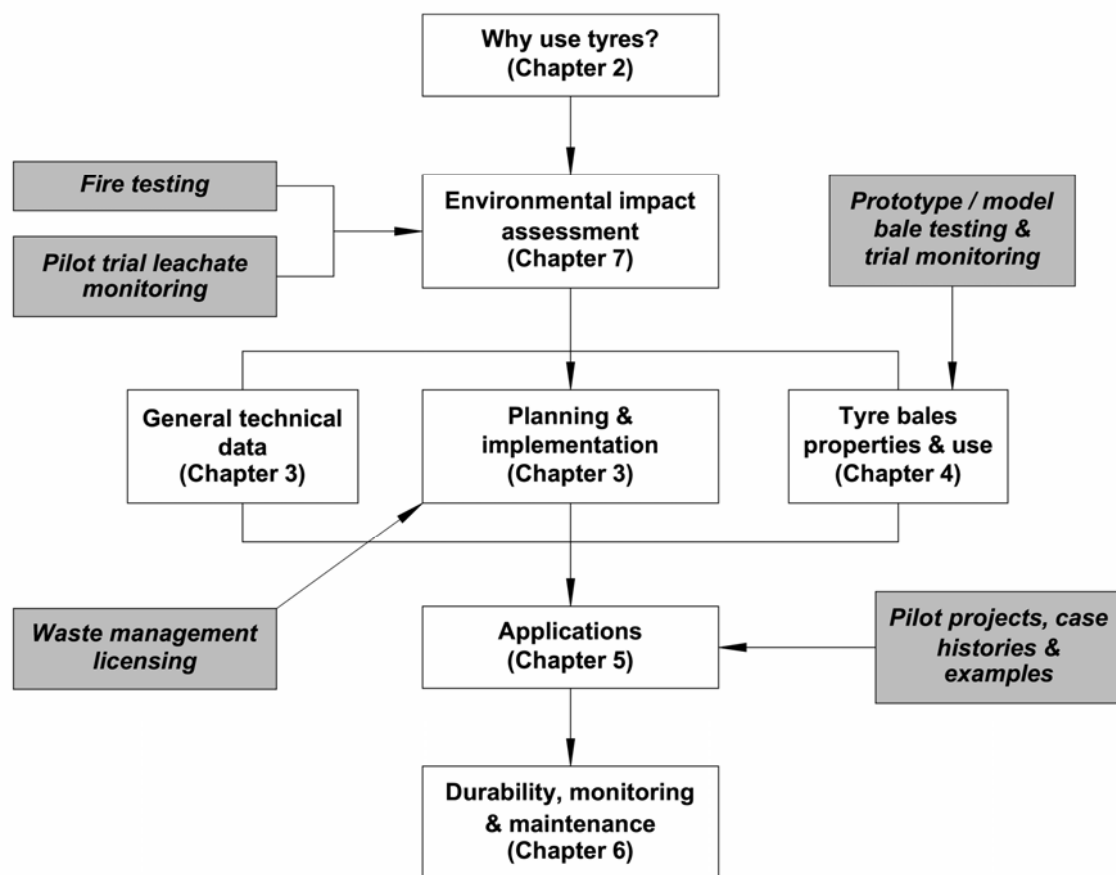 Why use tyres?
(Chapter 2)
Fire testing
Pilot trial leachate
monitoring
Environmental impact
assessment
(Chapter 7)
Prototype / model
bale testing &
trial monitoring
General technical
data
(Chapter 3)
Planning &
implementation
(Chapter 3)
Tyre bales
properties & use
(Chapter 4)
Waste management
licensing
Applications
(Chapter 5)
Pilot projects, case
histories &
examples
Durability, monitoring
& maintenance
(Chapter 6)